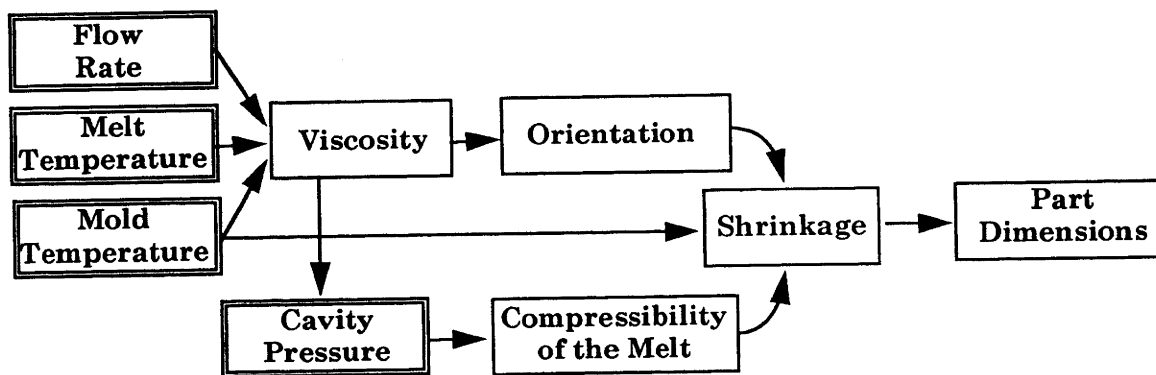 Flow
Rate
Melt
Temperature
Mold
Temperature
Viscosity
Orientation
Shrinkage
Part
Dimensions
Cavity
Pressure
Compressibility
of the Melt